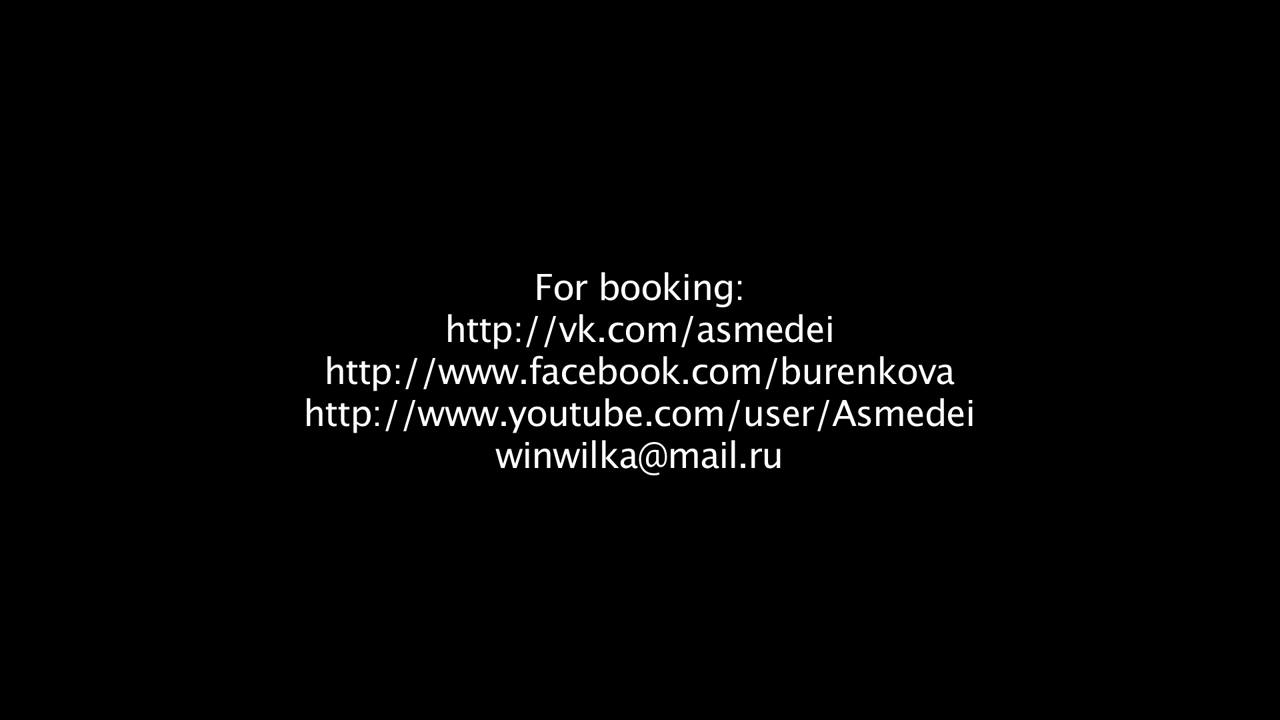 For booking:
http://vk.com/asmedei
http://www.facebook.com/burenkova
http://www.youtube.com/user/Asmedei
winwilka@mail.ru